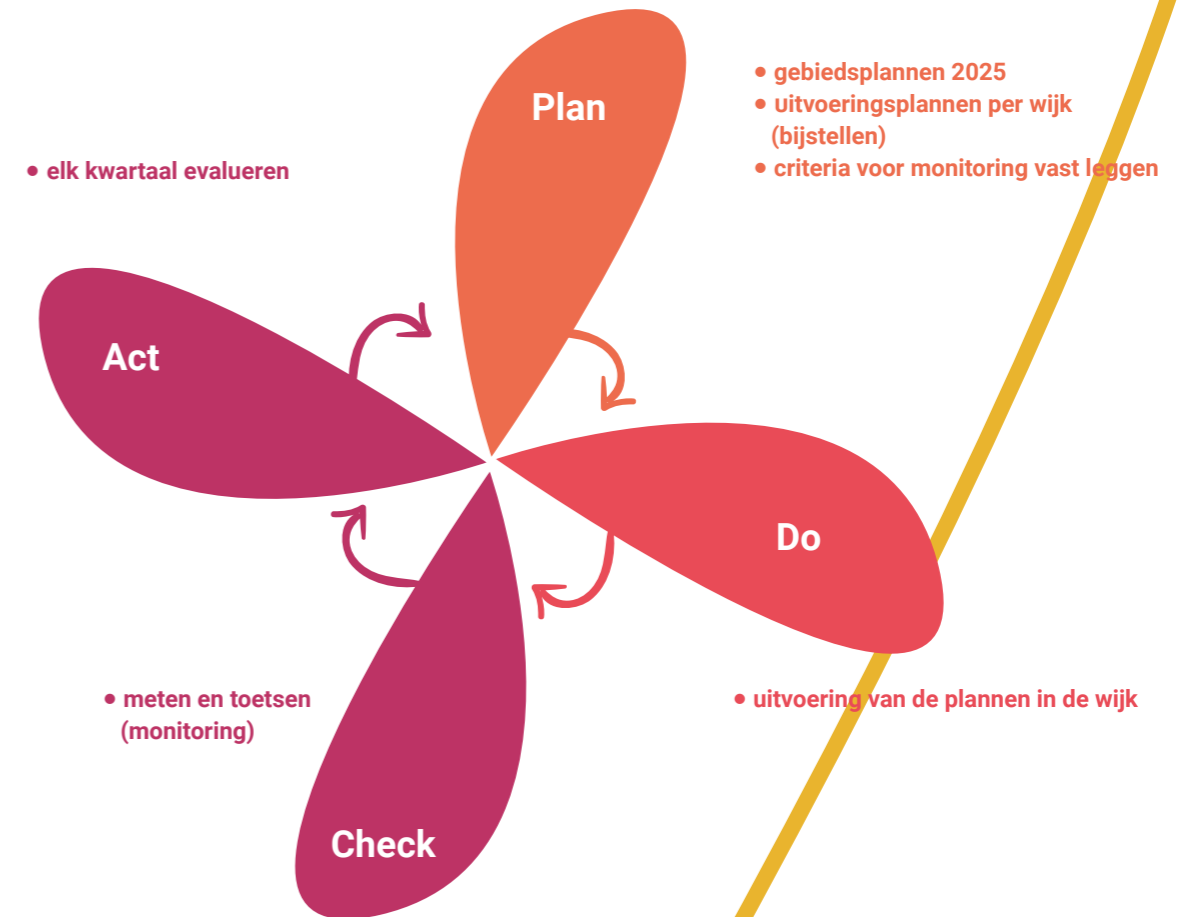 Plan
• gebiedsplannen 2025
• uitvoeringsplannen per wijk
(bijstellen)
• criteria voor monitoring vast leggen
• elk kwartaal evalueren
Act
Do
• meten en toetsen
(monitoring)
• uitvoering van de plannen in de wijk
Check